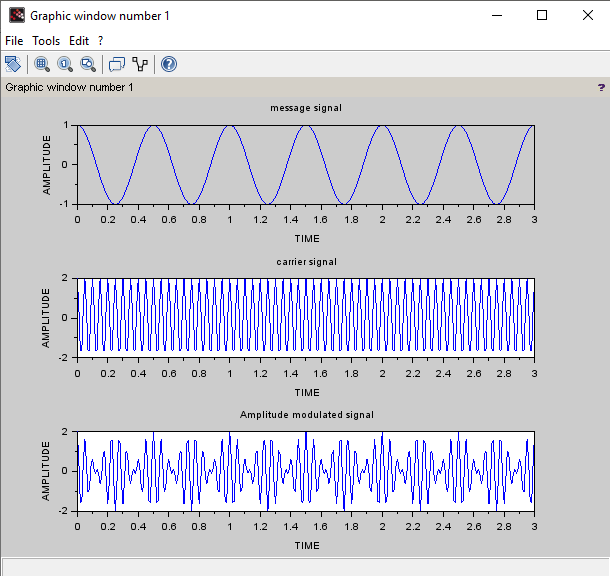 Graphic window number 1
File Tools Edit ?
Graphic window number 1 ?
message signal
AMPLITUDE
1
0
-1
0 0.2 0.4 0.6 0.8 1 1.2 1.4 1.6 1.8 2 2.2 2.4 2.6 2.8 3
TIME
carrier signal
AMPLITUDE
2
0
-2
0 0.2 0.4 0.6 0.8 1 1.2 1.4 1.6 1.8 2 2.2 2.4 2.6 2.8 3
TIME
Amplitude modulated signal
AMPLITUDE
2
0
-2
0 0.2 0.4 0.6 0.8 1 1.2 1.4 1.6 1.8 2 2.2 2.4 2.6 2.8 3
TIME